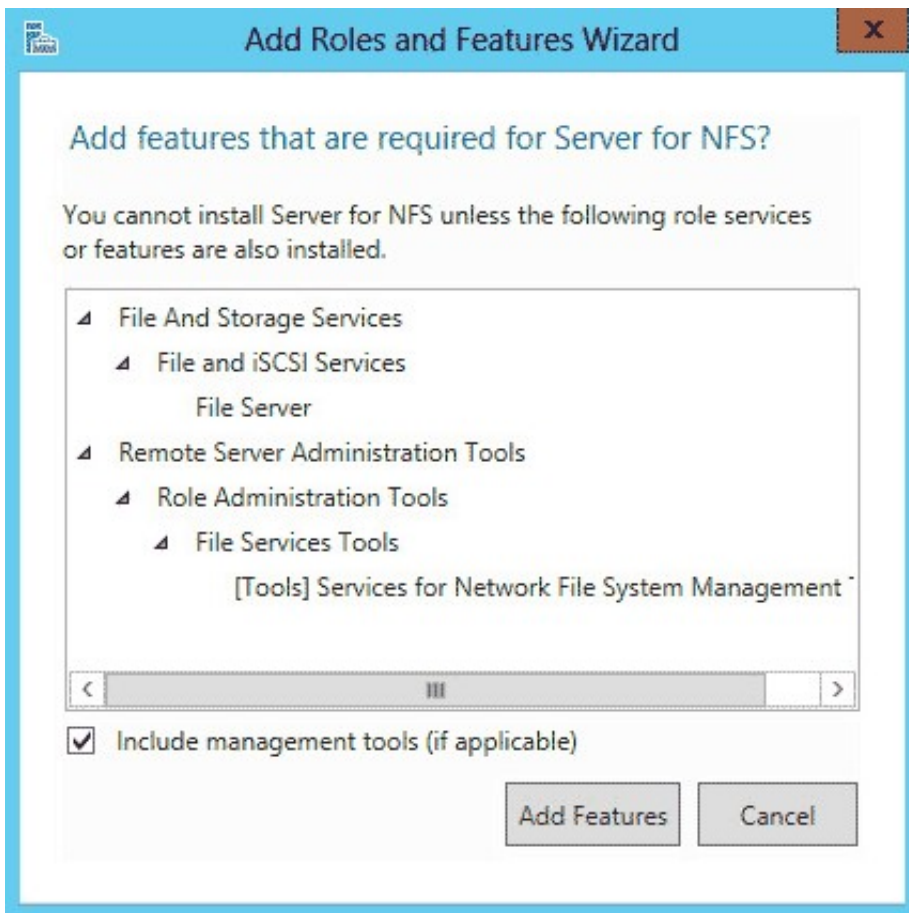 Add Roles and Features Wizard
x
Add features that are required for Server for NFS?
You cannot install Server for NFS unless the following role services
or features are also installed.
File And Storage Services
File and iSCSI Services
File Server
Remote Server Administration Tools
Role Administration Tools
File Services Tools
[Tools] Services for Network File System Management
Include management tools (if applicable)
Add Features
Cancel